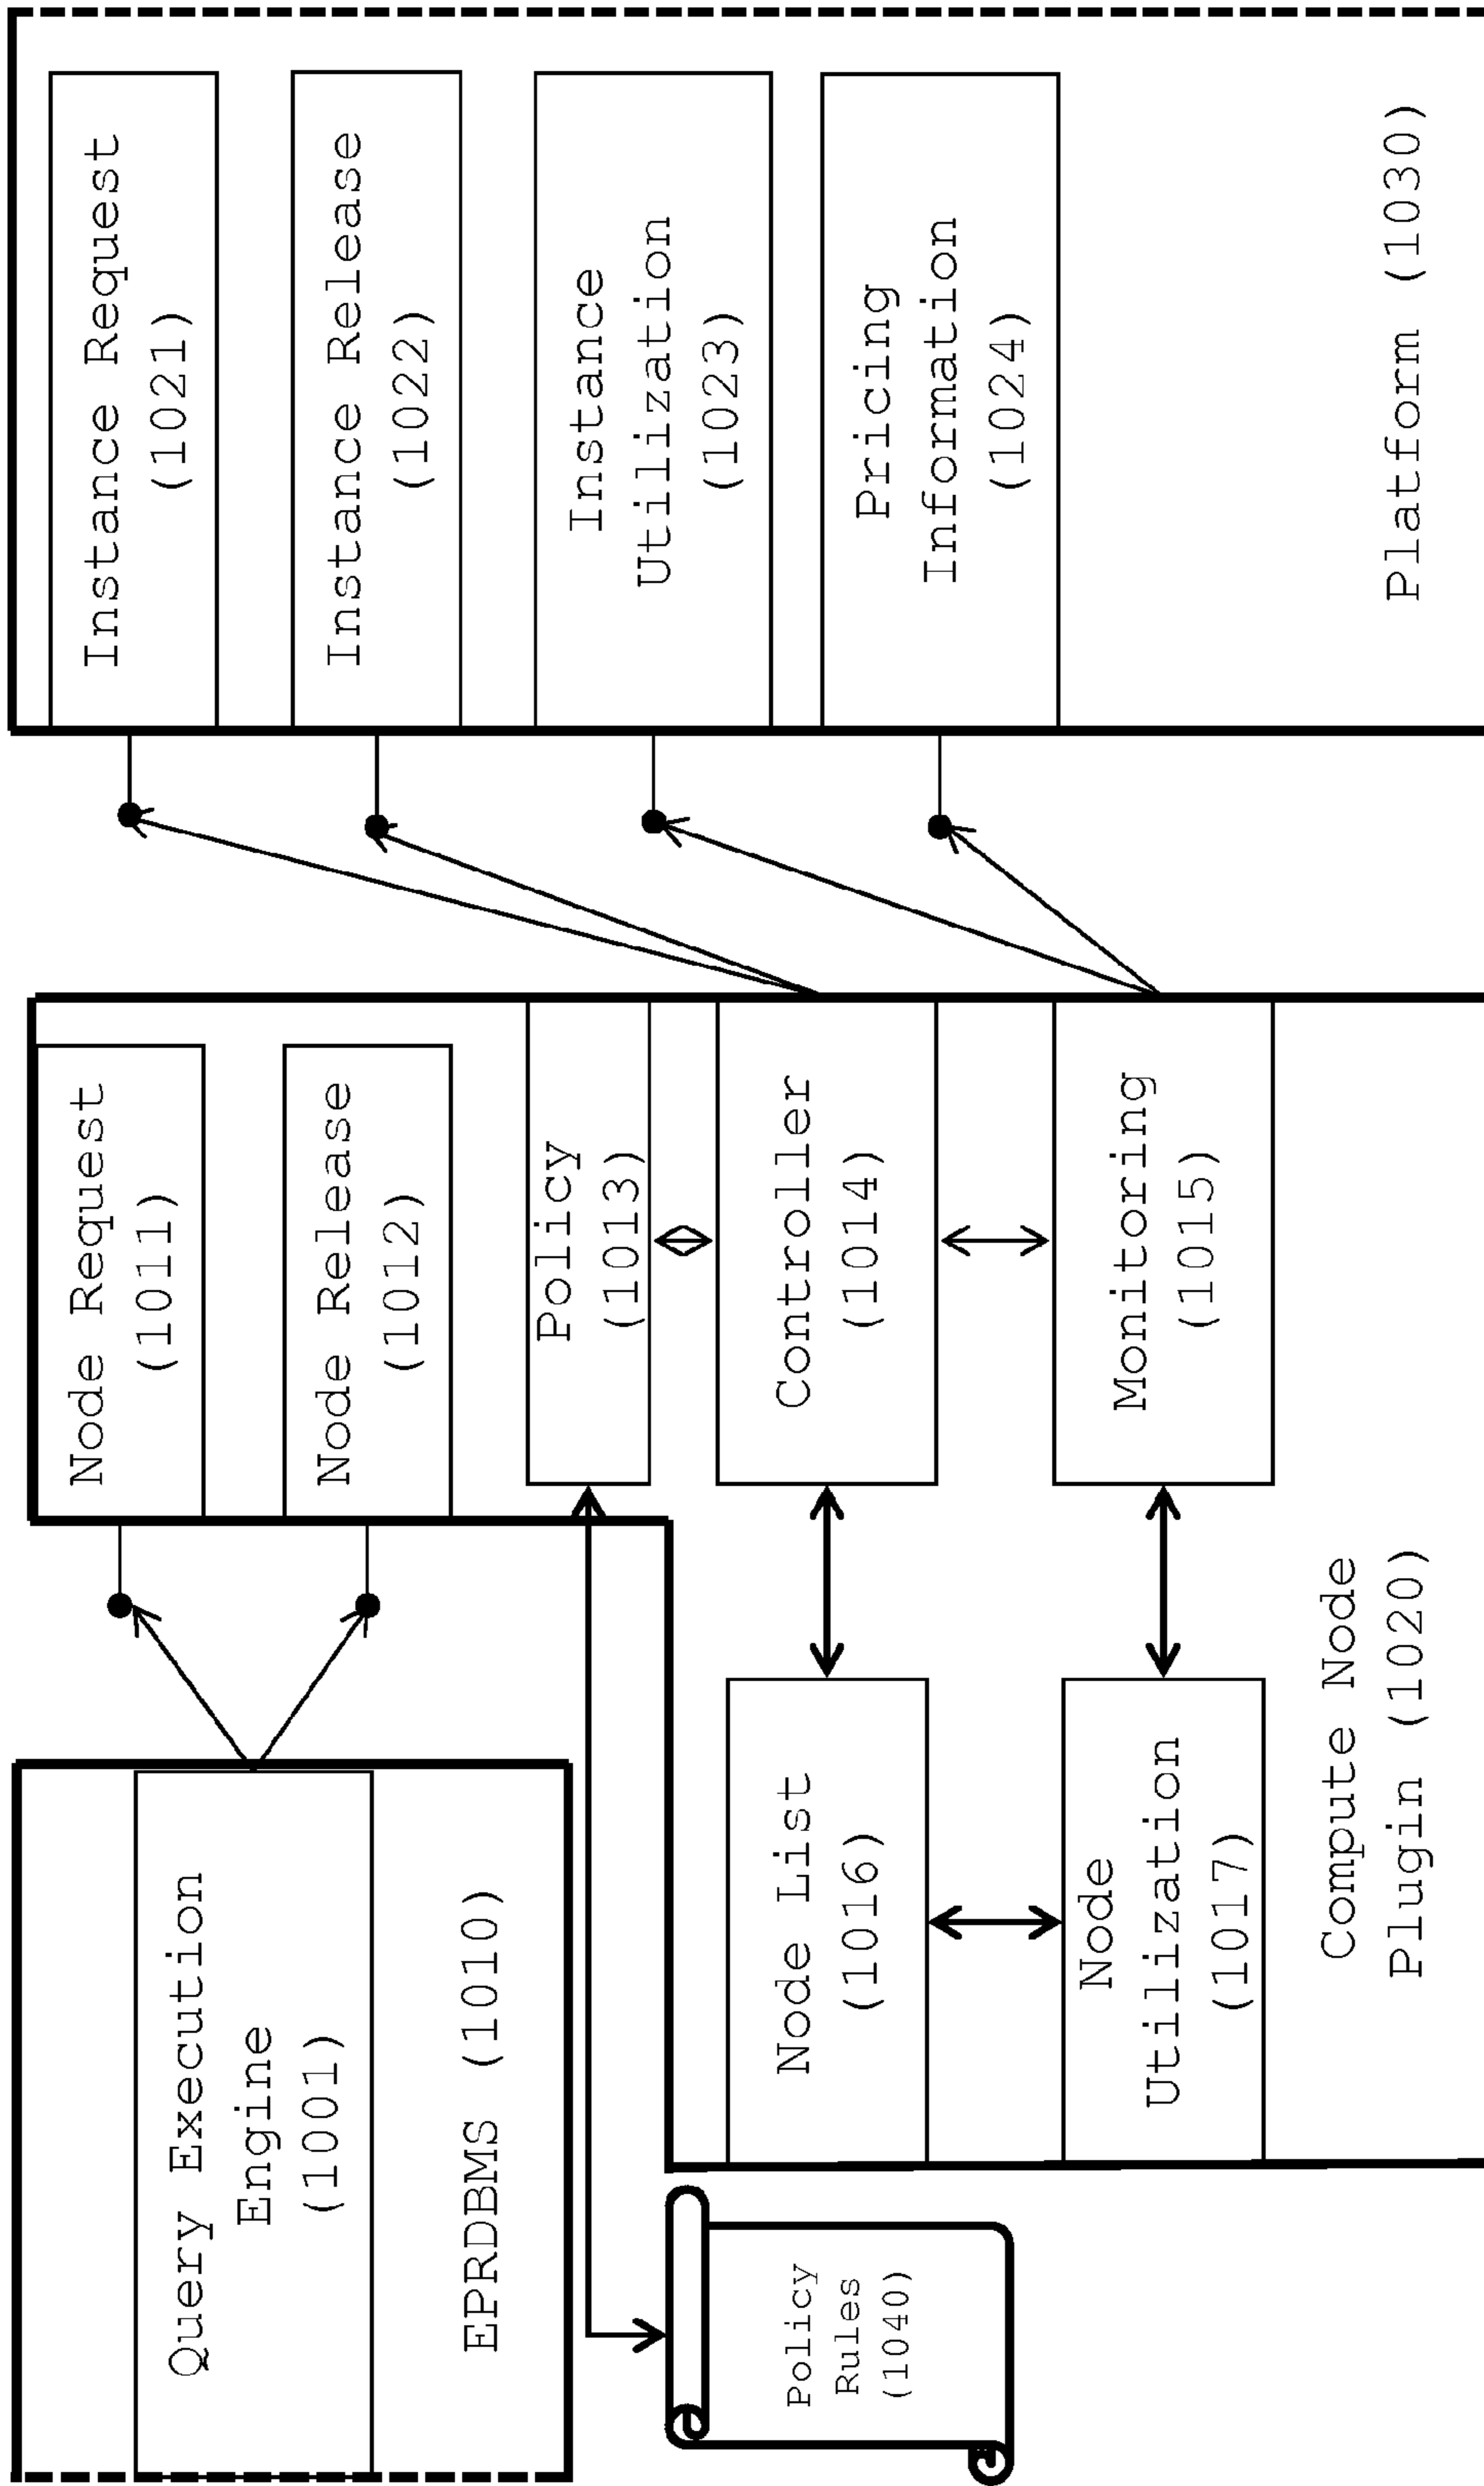 Query Execution
Engine
(1001)
EPRDBMS (1010)
Policy
Rules
(1040)
Node Request
(1011)
Node Release
(1012)
Policy
(1013)
Controller
(1014)
Monitoring
(1015)
Node List
(1016)
Node
Utilization
(1017)
Compute Node
Plugin (1020)
Instance Request
(1021)
Instance Release
(1022)
Instance
Utilization
(1023)
Pricing
Information
(1024)
Platform (1030)